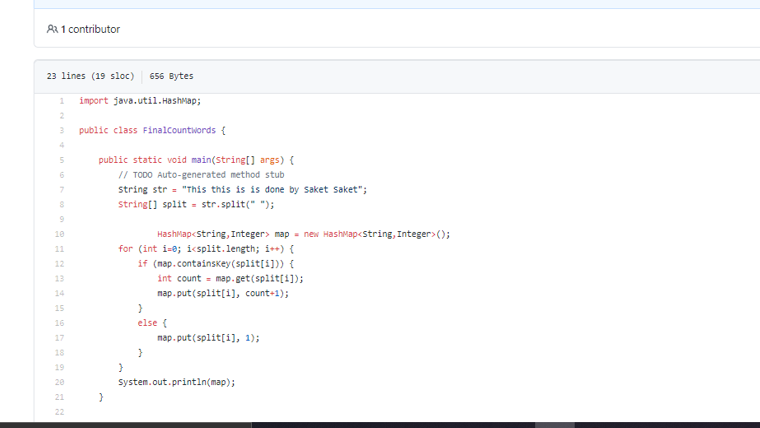 1 contributor
23 lines (19 sloc) 656 Bytes
1 import java.util.HashMap;
2
3 public class FinalCountWords {
4
5 public static void main(String[] args) {
6 // TODO Auto-generated method stub
7 String str = "This this is is done by Saket Saket";
8 String[] split = str.split(" ");
9
10 HashMap<String,Integer> map = new HashMap<String,Integer>();
11 for (int i=0; i<split.length; i++) {
12 if (map.containsKey(split[i])) {
13 int count = map.get(split[i]);
14 map.put(split[i], count+1);
15 }
16 else {
17 map.put(split[i], 1);
18 }
19 }
20 System.out.println(map);
21 }
22